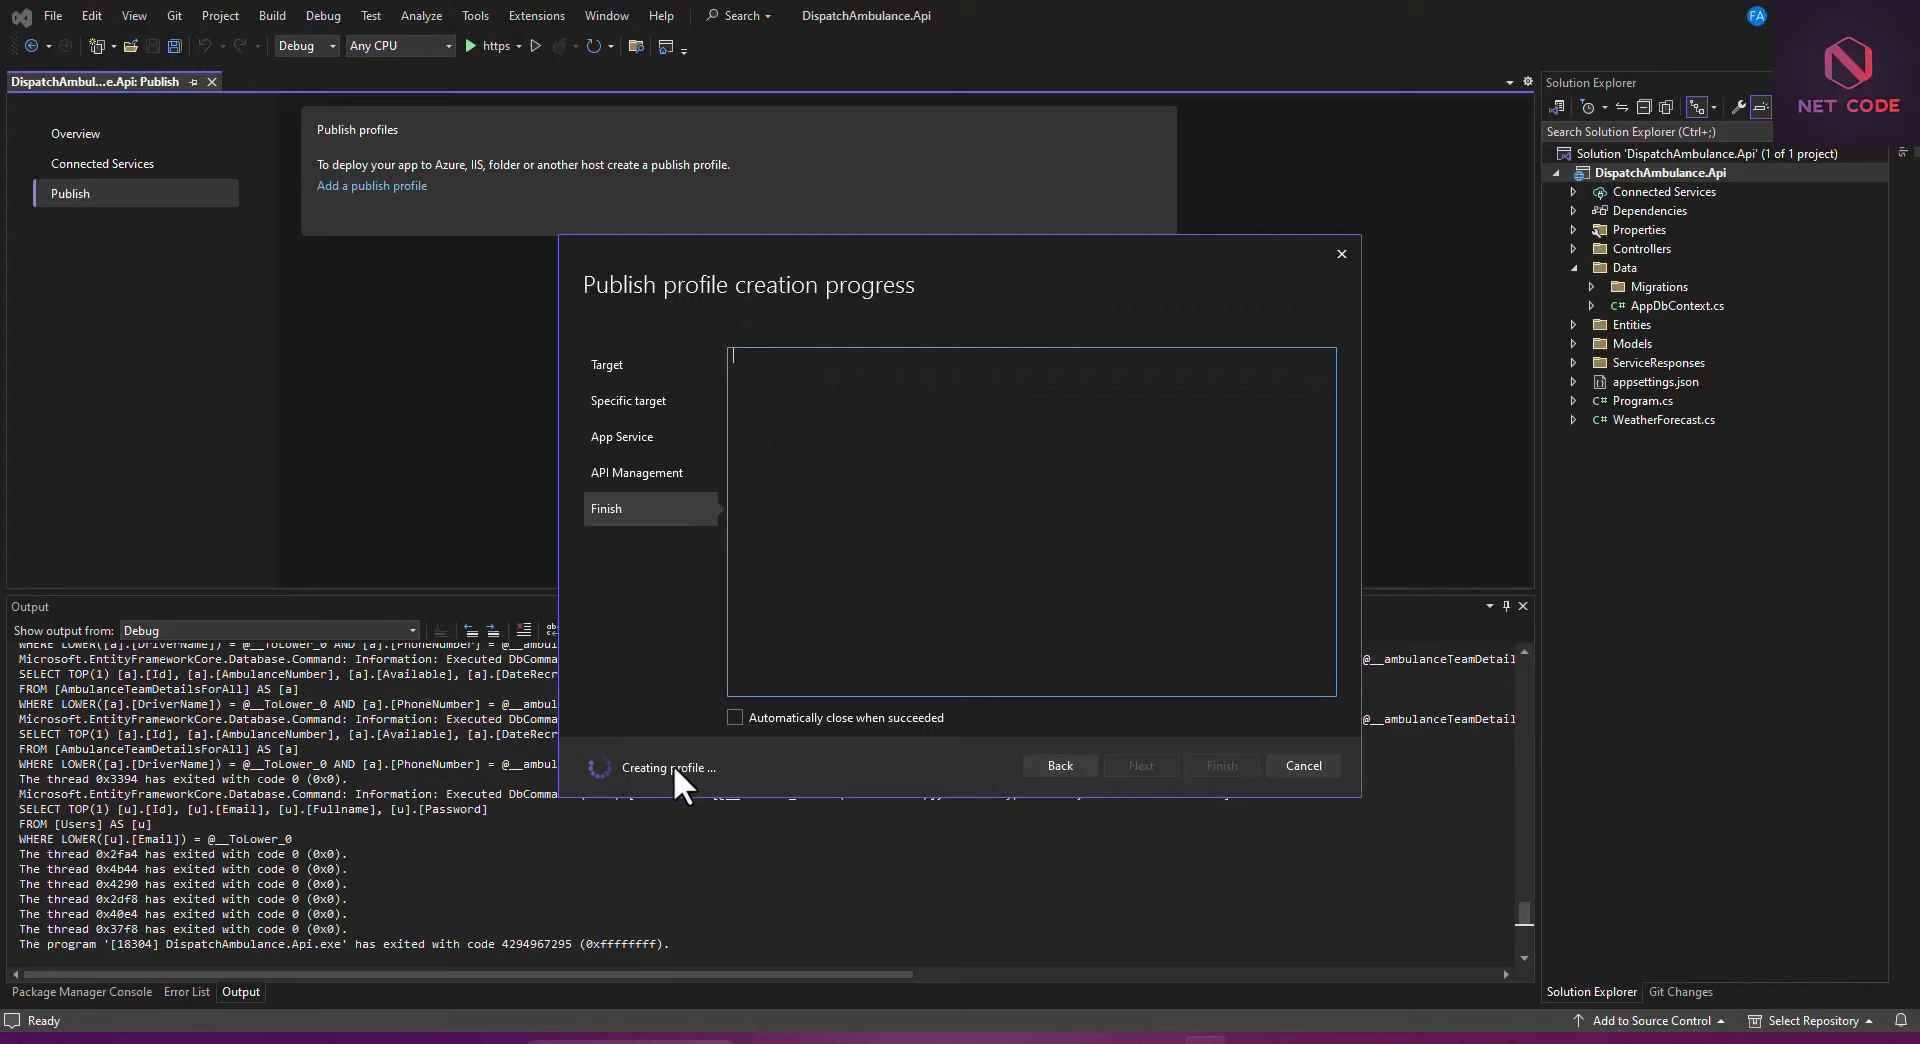 File Edit View Git Project Build Debug Test Analyze Tools Extensions Window Help Search DispatchAmbulance.Api FA
Debug Any CPU https
NET CODE
DispatchAmbul...e.Api: Publish
Overview
Connected Services
Publish
Publish profiles
To deploy your app to Azure, IIS, folder or another host create a publish profile.
Add a publish profile
Publish profile creation progress
Target
Specific target
App Service
API Management
Finish
Automatically close when succeeded
Creating profile ...
Back Next Finish Cancel
Output
Show output from: Debug
WHERE LOWER([a].[DriverName]) = @__ToLower_0 AND [a].[PhoneNumber] = @__ambul
Microsoft.EntityFrameworkCore.Database.Command: Information: Executed DbComma @__ambulanceTeamDetail
SELECT TOP(1) [a].[Id], [a].[AmbulanceNumber], [a].[Available], [a].[DateRecr
FROM [AmbulanceTeamDetailsForAll] AS [a]
WHERE LOWER([a].[DriverName]) = @__ToLower_0 AND [a].[PhoneNumber] = @__ambul
Microsoft.EntityFrameworkCore.Database.Command: Information: Executed DbComma @__ambulanceTeamDetail
SELECT TOP(1) [a].[Id], [a].[AmbulanceNumber], [a].[Available], [a].[DateRecr
FROM [AmbulanceTeamDetailsForAll] AS [a]
WHERE LOWER([a].[DriverName]) = @__ToLower_0 AND [a].[PhoneNumber] = @__ambul
The thread 0x3394 has exited with code 0 (0x0).
Microsoft.EntityFrameworkCore.Database.Command: Information: Executed DbComma
SELECT TOP(1) [u].[Id], [u].[Email], [u].[Fullname], [u].[Password]
FROM [Users] AS [u]
WHERE LOWER([u].[Email]) = @__ToLower_0
The thread 0x2fa4 has exited with code 0 (0x0).
The thread 0x4b44 has exited with code 0 (0x0).
The thread 0x4290 has exited with code 0 (0x0).
The thread 0x2df8 has exited with code 0 (0x0).
The thread 0x40e4 has exited with code 0 (0x0).
The thread 0x37f8 has exited with code 0 (0x0).
The program '[18304] DispatchAmbulance.Api.exe' has exited with code 4294967295 (0xffffffff).
Package Manager Console Error List Output
Solution Explorer
Search Solution Explorer (Ctrl+;)
Solution 'DispatchAmbulance.Api' (1 of 1 project)
DispatchAmbulance.Api
Connected Services
Dependencies
Properties
Controllers
Data
Migrations
C# AppDbContext.cs
Entities
Models
ServiceResponses
appsettings.json
C# Program.cs
C# WeatherForecast.cs
Solution Explorer Git Changes
Ready
Add to Source Control Select Repository